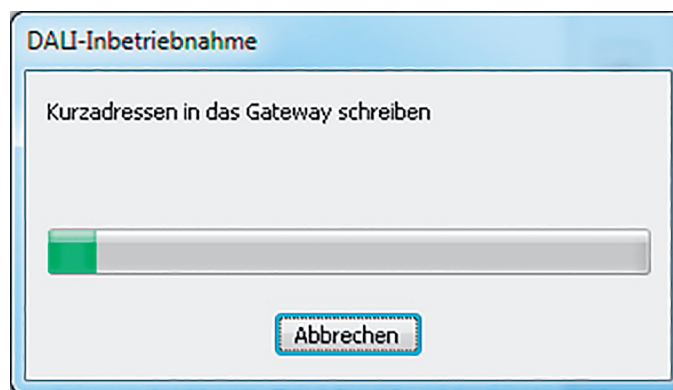 DALI-Inbetriebnahme
Kurzadressen in das Gateway schreiben
Abbrechen